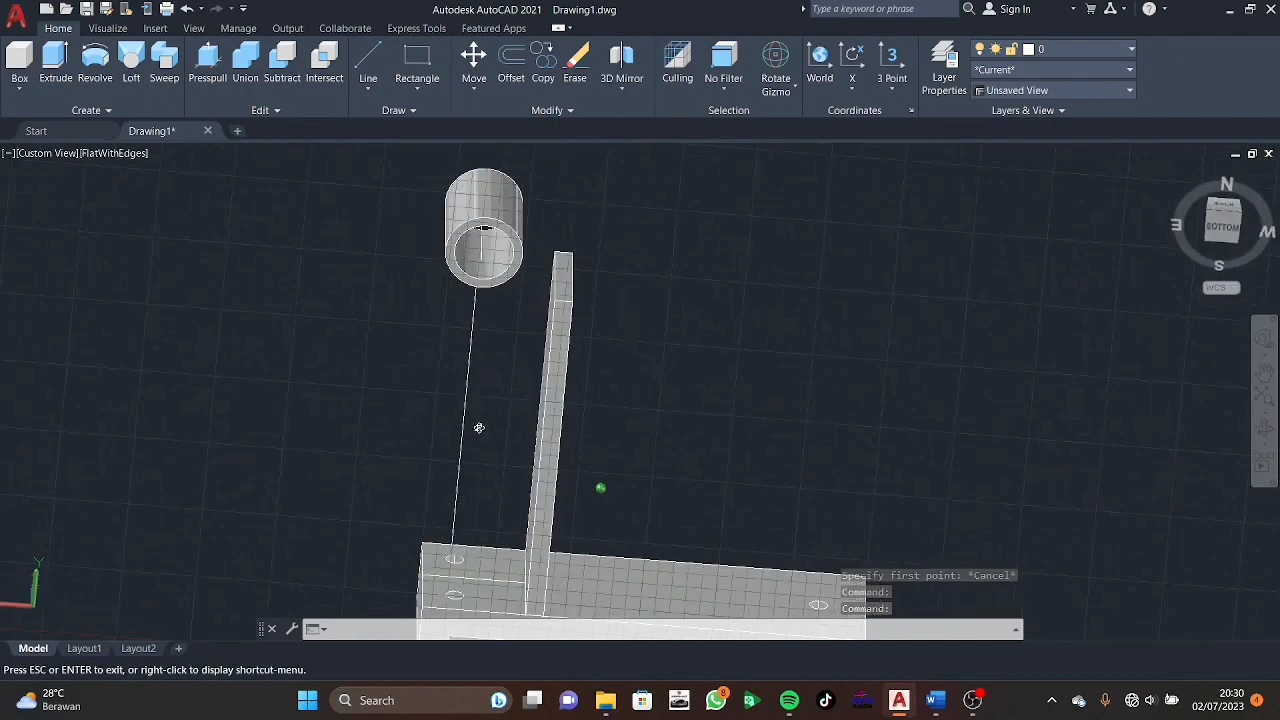 Autodesk AutoCAD 2021 Drawing1.dwg
Type a keyword or phrase
Sign In
Home Visualize Insert View Manage Output Collaborate Express Tools Featured Apps
Box Extrude Revolve Loft Sweep Presspull Union Subtract Intersect Line Rectangle Move Offset Copy Erase 3D Mirror Culling No Filter Rotate Gizmo World X 3 Point Layer Properties
0
*Current*
Unsaved View
Create Edit Draw Modify Selection Coordinates Layers & View
Start Drawing1*
[−][Custom View][FlatWithEdges]
N
BACK
E BOTTOM W
S
WCS
Y
Specify first point: *Cancel*
Command:
Command:
Model Layout1 Layout2
Press ESC or ENTER to exit, or right-click to display shortcut-menu.
28°C
Berawan
Search
8
20:30
02/07/2023
4